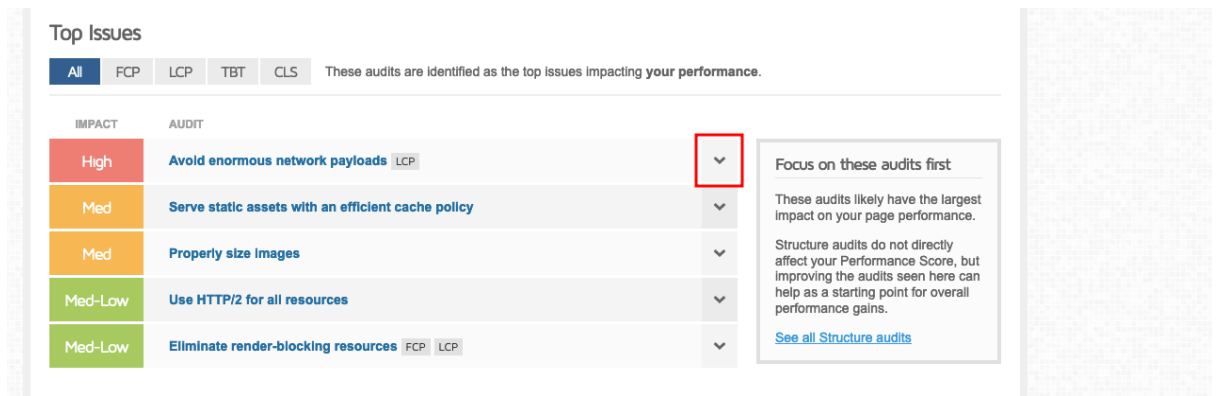 Top Issues
All FCP LCP TBT CLS These audits are identified as the top issues impacting your performance.
IMPACT AUDIT
High Avoid enormous network payloads LCP
Med Serve static assets with an efficient cache policy
Med Properly size images
Med-Low Use HTTP/2 for all resources
Med-Low Eliminate render-blocking resources FCP LCP
Focus on these audits first
These audits likely have the largest
impact on your page performance.
Structure audits do not directly
affect your Performance Score, but
improving the audits seen here can
help as a starting point for overall
performance gains.
See all Structure audits